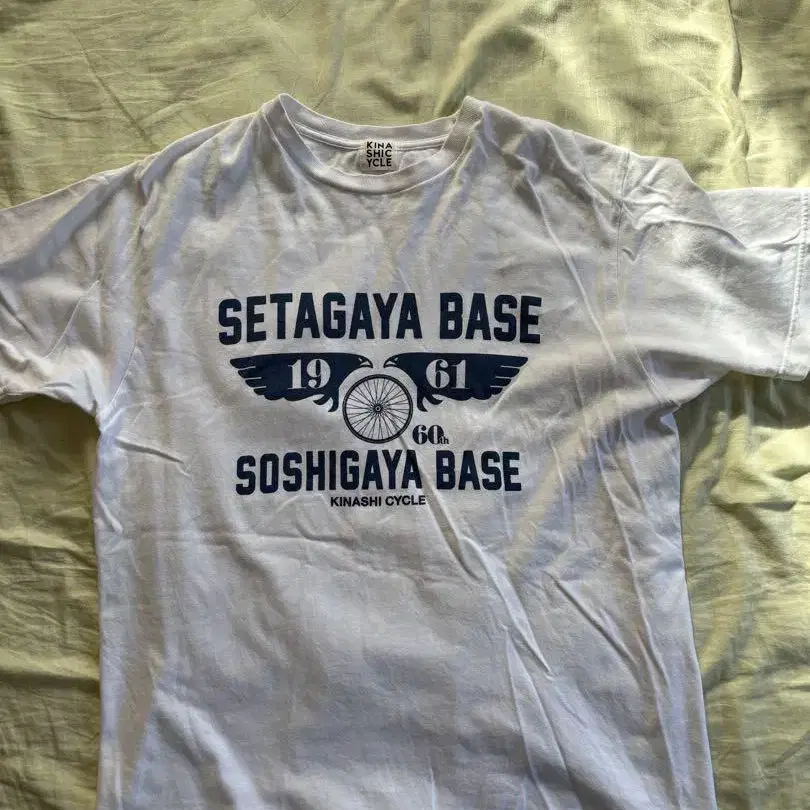 KINA
SHIC
YCLE
SETAGAYA BASE
19 61
60th
SOSHIGAYA BASE
KINASHI CYCLE